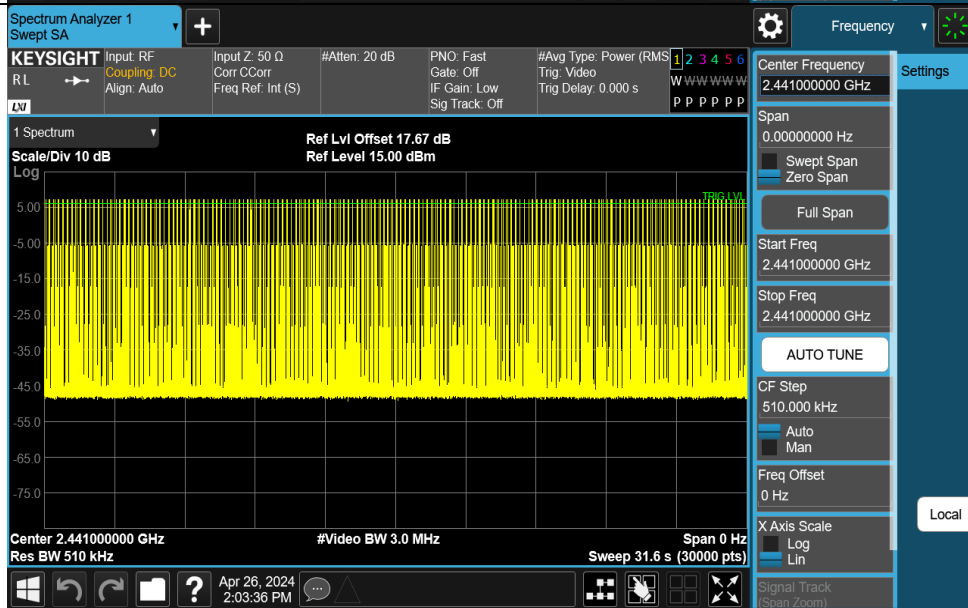 Spectrum Analyzer 1
Swept SA
+
Frequency
KEYSIGHT
RL
LXI
Input: RF
Coupling: DC
Align: Auto
Input Z: 50 Ω
Corr CCorr
Freq Ref: Int (S)
#Atten: 20 dB
PNO: Fast
Gate: Off
IF Gain: Low
Sig Track: Off
#Avg Type: Power (RMS
Trig: Video
Trig Delay: 0.000 s
1 2 3 4 5 6
W W W W W W
P P P P P P
1 Spectrum
Scale/Div 10 dB
Log
Ref Lvl Offset 17.67 dB
Ref Level 15.00 dBm
TRIG LVL
5.00
-5.00
-15.0
-25.0
-35.0
-45.0
-55.0
-65.0
-75.0
Center 2.441000000 GHz
Res BW 510 kHz
#Video BW 3.0 MHz
Span 0 Hz
Sweep 31.6 s (30000 pts)
Apr 26, 2024
2:03:36 PM
?
Center Frequency
2.441000000 GHz
Settings
Span
0.00000000 Hz
Swept Span
Zero Span
Full Span
Start Freq
2.441000000 GHz
Stop Freq
2.441000000 GHz
AUTO TUNE
CF Step
510.000 kHz
Auto
Man
Freq Offset
0 Hz
Local
X Axis Scale
Log
Lin
Signal Track
(Span Zoom)